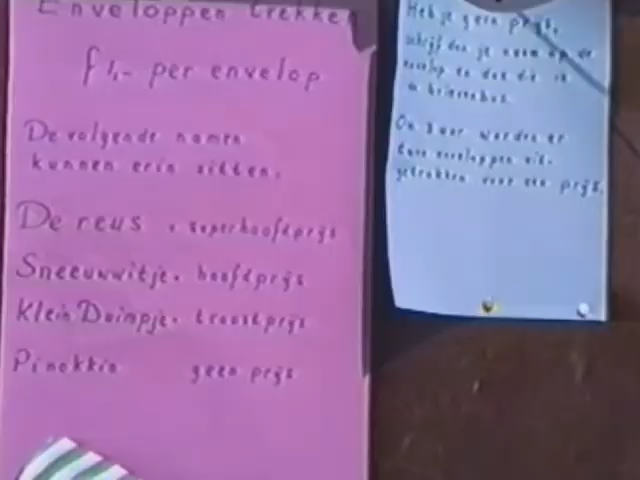 Enveloppen trekken
f 1,- per envelop
De volgende namen
kunnen erin zitten.
De reus . superhoofdprijs
Sneeuwwitje. hoofdprijs
Klein Duimpje. troostprijs
Pinokkio geen prijs
Heb je geen prijs,
schrijf dan je naam op de
envelop en doe die in
de brievenbus.
Om 3 uur worden er
twee enveloppen uit-
getrokken voor een prijs.